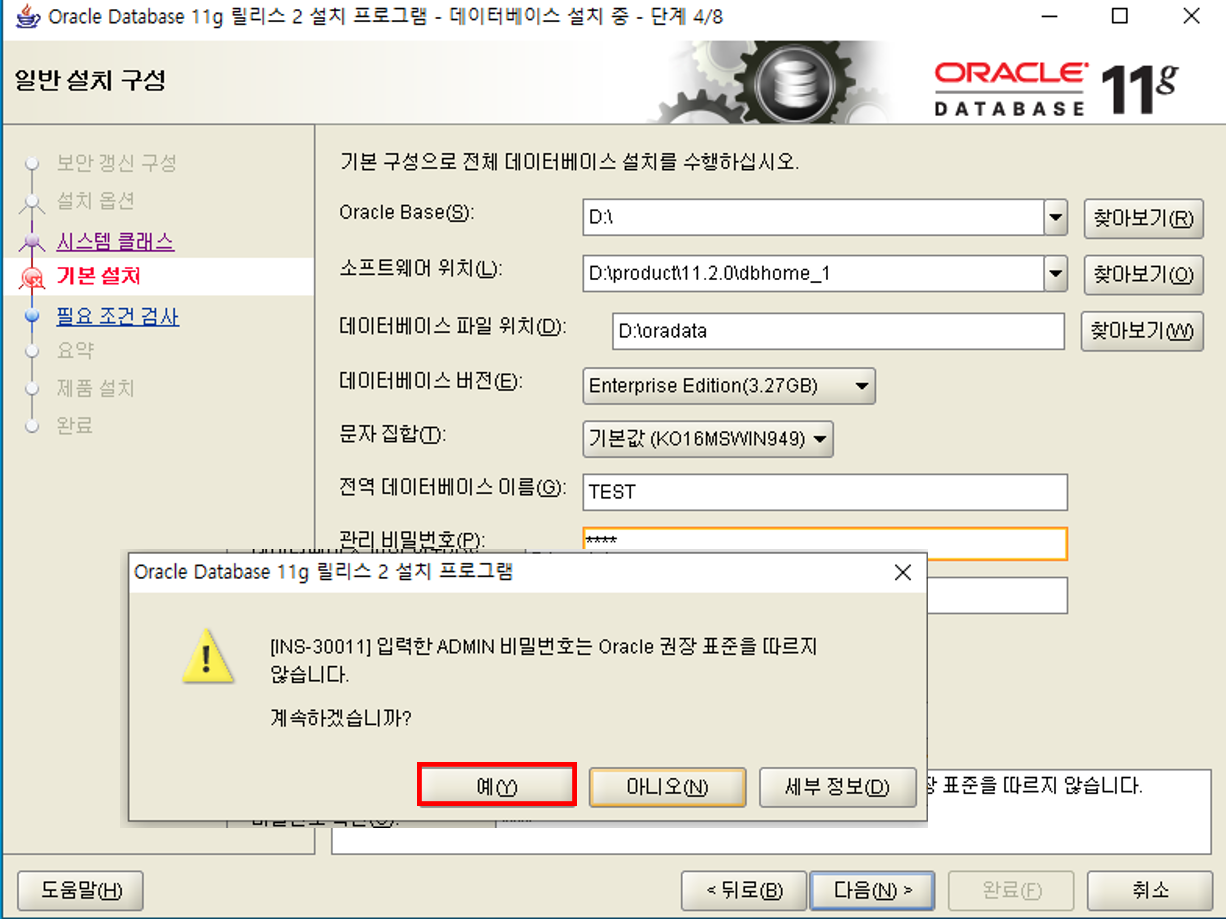 Oracle Database 11g 릴리스 2 설치 프로그램 - 데이터베이스 설치 중 - 단계 4/8
일반 설치 구성
ORACLE 11g
DATABASE
보안 갱신 구성
설치 옵션
시스템 클래스
기본 설치
필요 조건 검사
요약
제품 설치
완료
기본 구성으로 전체 데이터베이스 설치를 수행하십시오.
Oracle Base(S): D:\ 찾아보기(R)
소프트웨어 위치(L): D:\product\11.2.0\dbhome_1 찾아보기(O)
데이터베이스 파일 위치(D): D:\oradata 찾아보기(W)
데이터베이스 버전(E): Enterprise Edition(3.27GB)
문자 집합(T): 기본값 (KO16MSWIN949)
전역 데이터베이스 이름(G): TEST
관리 비밀번호(P): ****
Oracle Database 11g 릴리스 2 설치 프로그램
[INS-30011] 입력한 ADMIN 비밀번호는 Oracle 권장 표준을 따르지
않습니다.
계속하겠습니까?
예(Y) 아니오(N) 세부 정보(D)
장 표준을 따르지 않습니다.
도움말(H) < 뒤로(B) 다음(N) > 완료(F) 취소